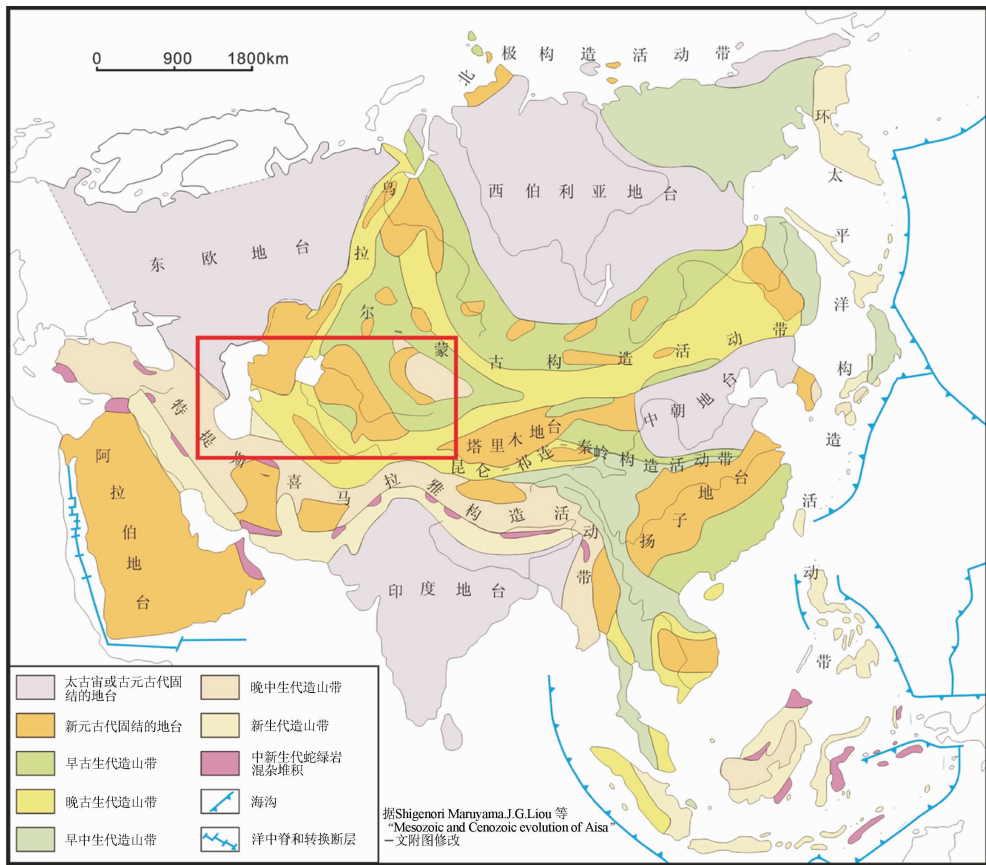 0 900 1800km
北极构造活动带
环太平洋构造活动带
西伯利亚地台
东欧地台
乌拉尔-蒙古构造活动带
中朝地台
塔里木地台
昆仑-祁连 秦岭构造活动带
特提斯喜马拉雅构造活动带
扬子地台
阿拉伯地台
印度地台
太古宙或古元古代固
结的地台
新元古代固结的地台
早古生代造山带
晚古生代造山带
早中生代造山带
晚中生代造山带
新生代造山带
中新生代蛇绿岩
混杂堆积
海沟
洋中脊和转换断层
据Shigenori Maruyama.J.G.Liou 等
“Mesozoic and Cenozoic evolution of Aisa”
一文附图修改